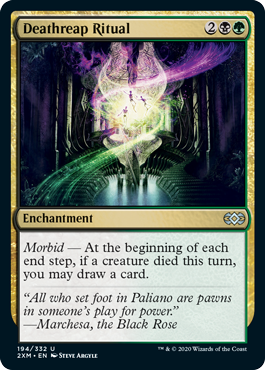 Deathreap Ritual 2
Enchantment
Morbid — At the beginning of each
end step, if a creature died this turn,
you may draw a card.
“All who set foot in Paliano are pawns
in someone’s play for power.”
—Marchesa, the Black Rose
194/332 U
2XM • EN Steve Argyle ™ & © 2020 Wizards of the Coast